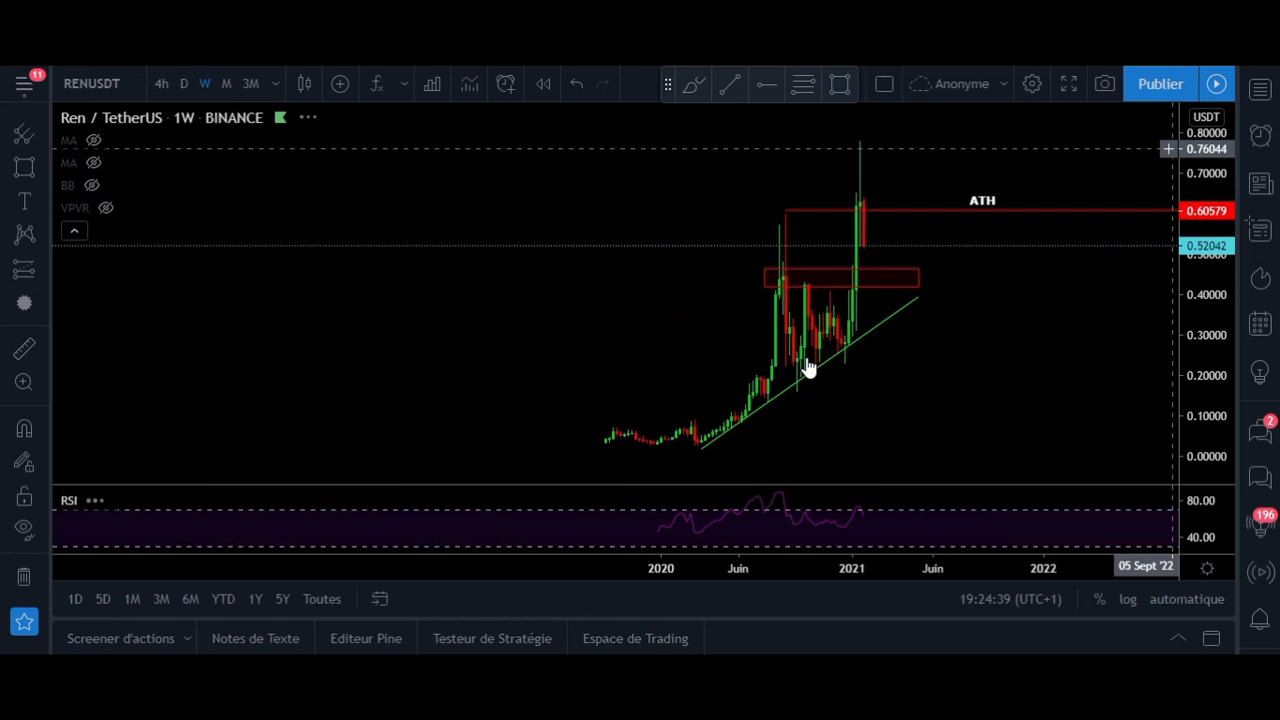 11
RENUSDT 4h D W M 3M Anonyme Publier
Ren / TetherUS · 1W · BINANCE
USDT
MA
MA
BB
VPVR
0.80000
0.76044
0.70000
ATH
0.60579
0.52042
0.50000
0.40000
0.30000
0.20000
0.10000
0.00000
RSI
80.00
40.00
2020 Juin 2021 Juin 2022 05 Sept '22
1D 5D 1M 3M 6M YTD 1Y 5Y Toutes 19:24:39 (UTC+1) % log automatique
Screener d'actions Notes de Texte Éditeur Pine Testeur de Stratégie Espace de Trading
2
196